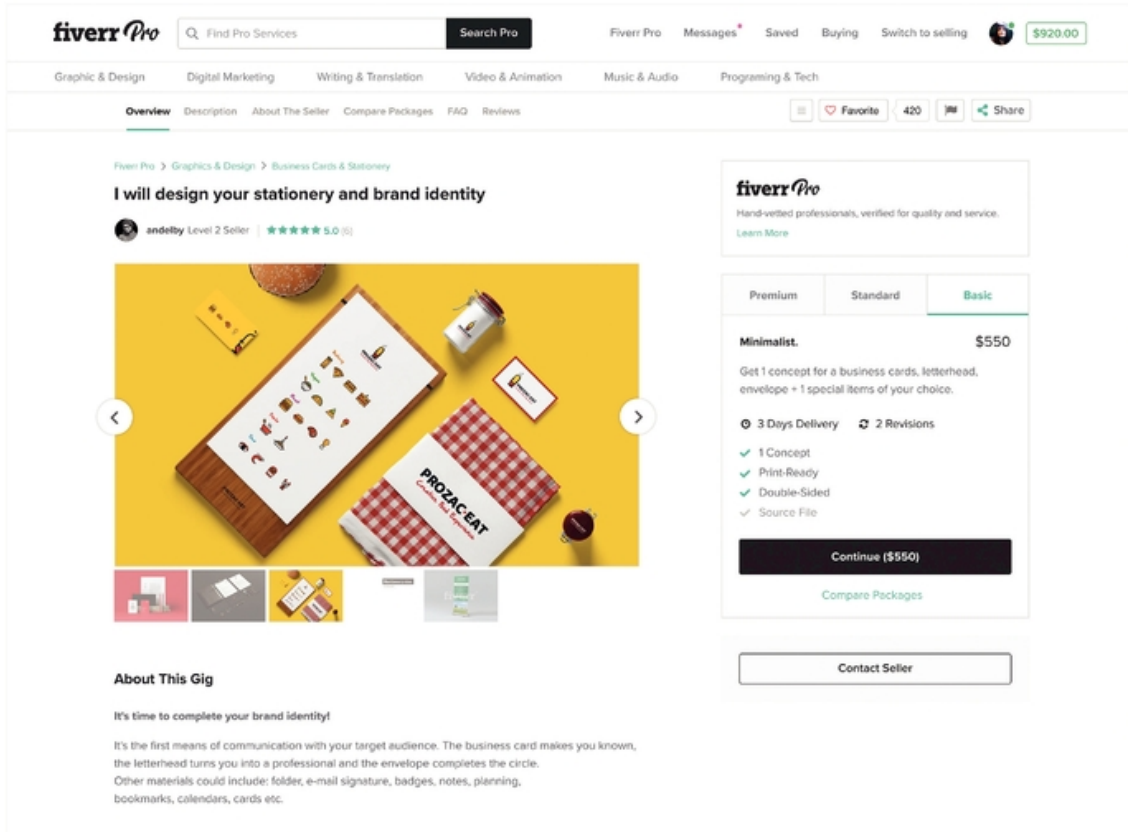 fiverr Pro
Find Pro Services
Search Pro
Fiverr Pro Messages Saved Buying Switch to selling $920.00
Graphic & Design Digital Marketing Writing & Translation Video & Animation Music & Audio Programing & Tech
Overview Description About The Seller Compare Packages FAQ Reviews
Favorite 420 Share
Fiverr Pro > Graphics & Design > Business Cards & Stationery
I will design your stationery and brand identity
andelby Level 2 Seller 5.0 (6)
PROZAC-EAT
About This Gig
It's time to complete your brand identity!
It's the first means of communication with your target audience. The business card makes you known,
the letterhead turns you into a professional and the envelope completes the circle.
Other materials could include: folder, e-mail signature, badges, notes, planning,
bookmarks, calendars, cards etc.
fiverr Pro
Hand-vetted professionals, verified for quality and service.
Learn More
Premium Standard Basic
Minimalist. $550
Get 1 concept for a business cards, letterhead,
envelope + 1 special items of your choice.
3 Days Delivery 2 Revisions
1 Concept
Print-Ready
Double-Sided
Source File
Continue ($550)
Compare Packages
Contact Seller